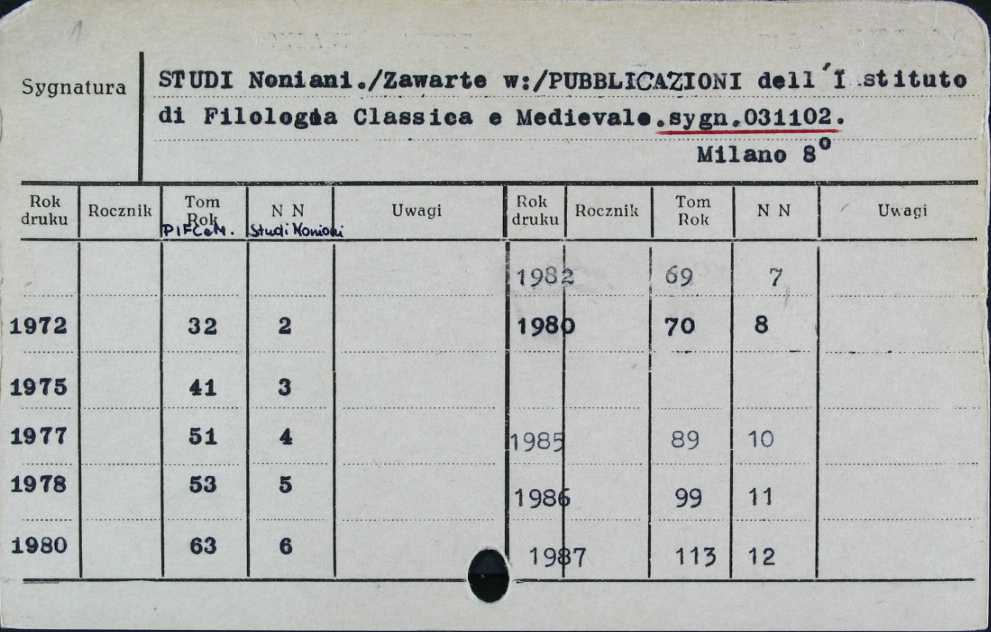 1
Sygnatura
STUDI Noniani./Zawarte w:/PUBBLICAZIONI dell´I stituto
di Filologia Classica e Medievale.sygn.031102.
Milano 8°
Rok druku Rocznik Tom Rok N N Uwagi Rok druku Rocznik Tom Rok N N Uwagi
PIFCeM. Studi Noniani
1982 69 7
1972 32 2 1980 70 8
1975 41 3
1977 51 4 1985 89 10
1978 53 5 1986 99 11
1980 63 6 1987 113 12